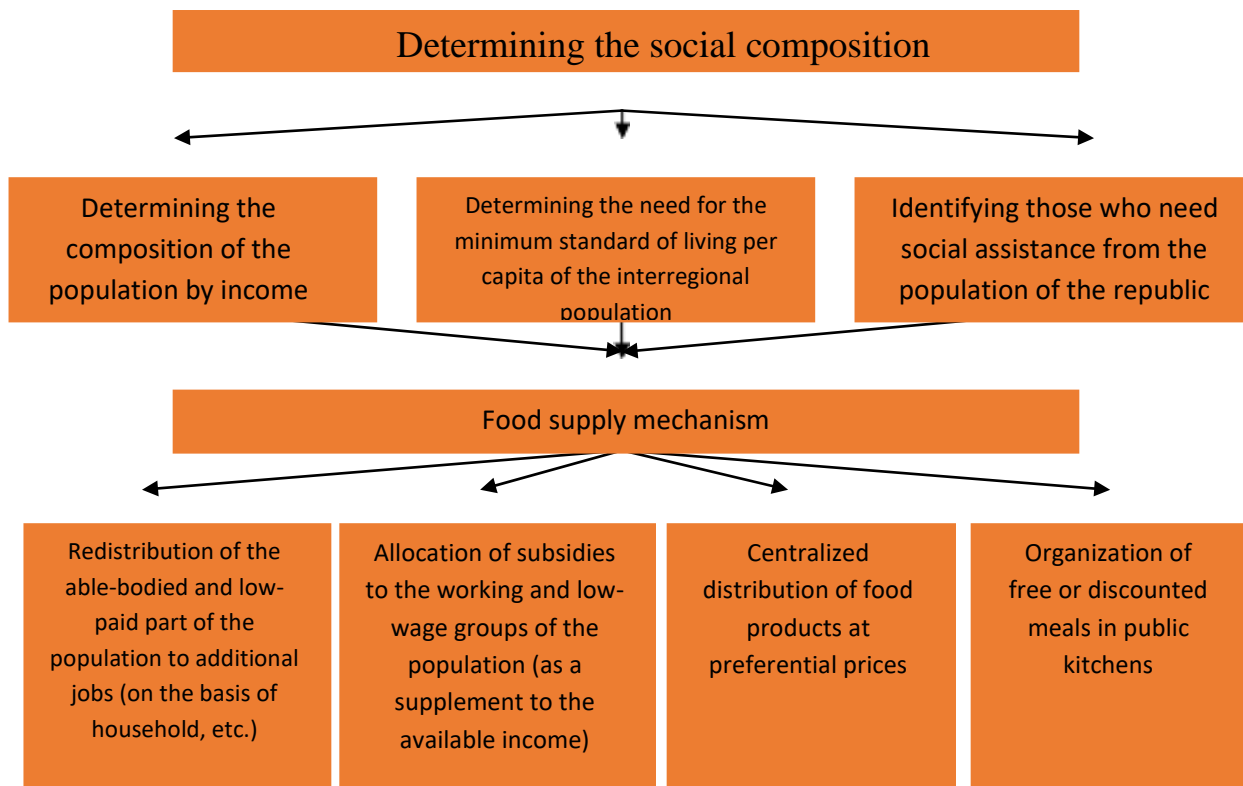 Determining the social composition
Determining the
composition of the
population by income
Determining the need for the
minimum standard of living per
capita of the interregional
population
Identifying those who need
social assistance from the
population of the republic
Food supply mechanism
Redistribution of the
able-bodied and low-
paid part of the
population to additional
jobs (on the basis of
household, etc.)
Allocation of subsidies
to the working and low-
wage groups of the
population (as a
supplement to the
available income)
Centralized
distribution of food
products at
preferential prices
Organization of
free or discounted
meals in public
kitchens